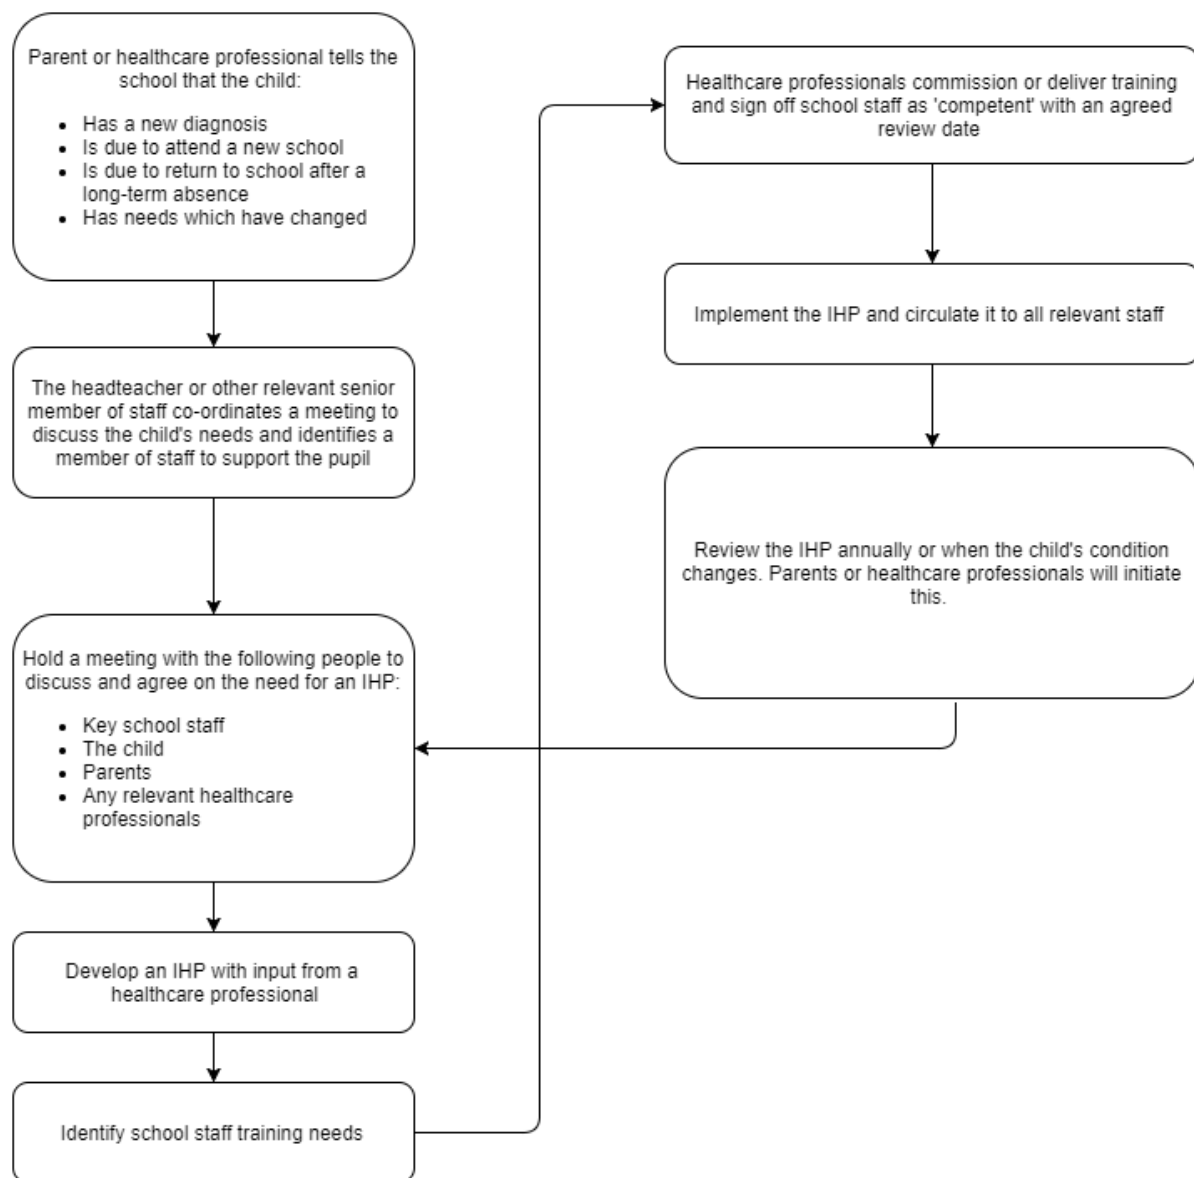 Parent or healthcare professional tells the
school that the child:
• Has a new diagnosis
• Is due to attend a new school
• Is due to return to school after a
long-term absence
• Has needs which have changed
The headteacher or other relevant senior
member of staff co-ordinates a meeting to
discuss the child's needs and identifies a
member of staff to support the pupil
Hold a meeting with the following people to
discuss and agree on the need for an IHP:
• Key school staff
• The child
• Parents
• Any relevant healthcare
professionals
Develop an IHP with input from a
healthcare professional
Identify school staff training needs
Healthcare professionals commission or deliver training
and sign off school staff as 'competent' with an agreed
review date
Implement the IHP and circulate it to all relevant staff
Review the IHP annually or when the child's condition
changes. Parents or healthcare professionals will initiate
this.